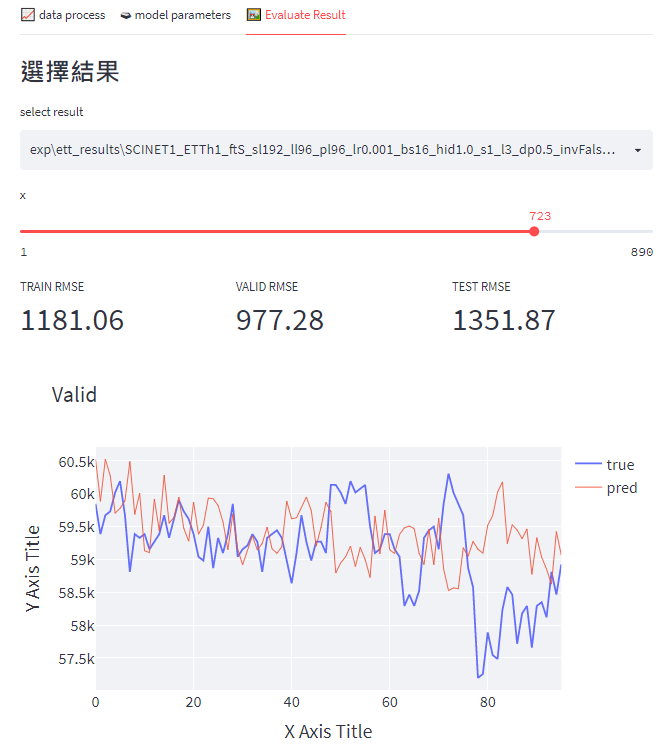 data process model parameters Evaluate Result
選擇結果
select result
exp\ett_results\SCINET1_ETTh1_ftS_sl192_ll96_pl96_lr0.001_bs16_hid1.0_s1_l3_dp0.5_invFals...
x
723
1 890
TRAIN RMSE VALID RMSE TEST RMSE
1181.06 977.28 1351.87
Valid
true
pred
60.5k
60k
59.5k
59k
58.5k
58k
57.5k
Y Axis Title
0 20 40 60 80
X Axis Title